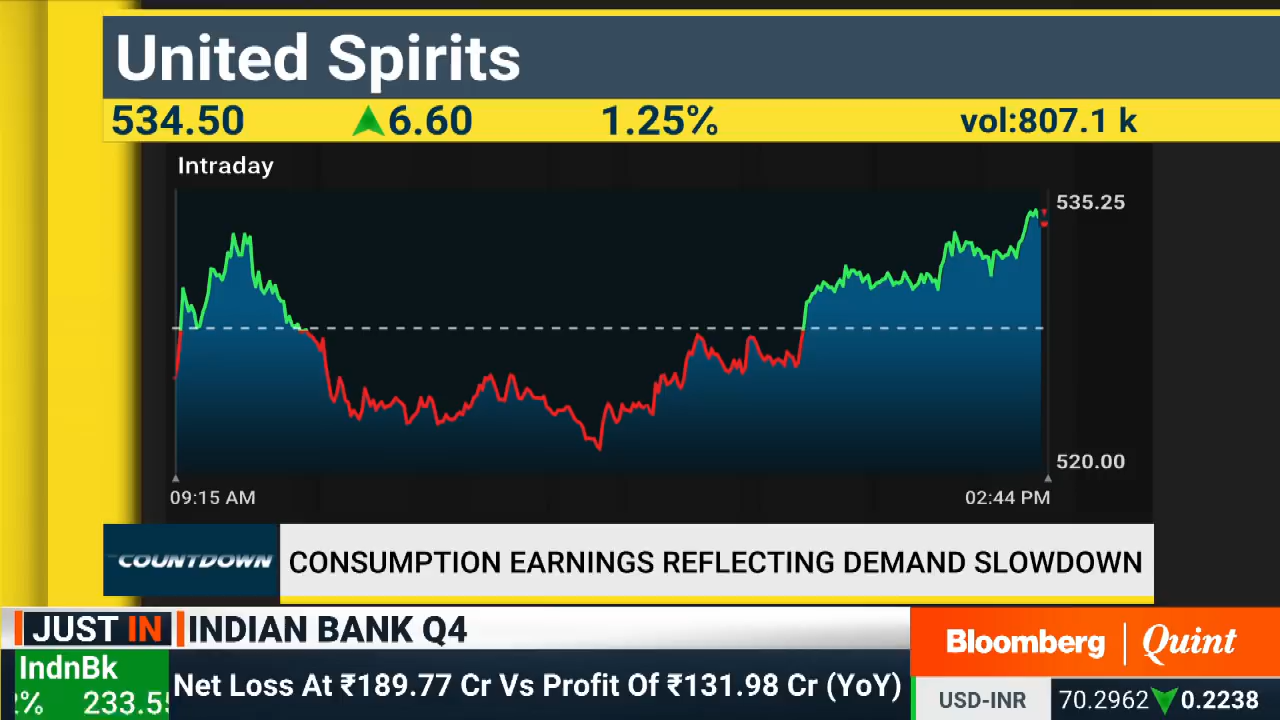 United Spirits
534.50 6.60 1.25% vol:807.1 k
Intraday
535.25
520.00
09:15 AM 02:44 PM
COUNTDOWN CONSUMPTION EARNINGS REFLECTING DEMAND SLOWDOWN
JUST IN INDIAN BANK Q4
IndnBk
% 233.5
Net Loss At ₹189.77 Cr Vs Profit Of ₹131.98 Cr (YoY)
Bloomberg | Quint
USD-INR 70.2962 0.2238